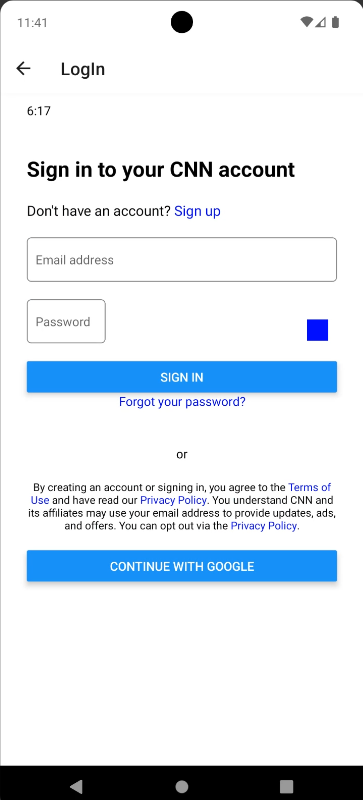 11:41
LogIn
6:17
Sign in to your CNN account
Don't have an account? Sign up
Email address
Password
SIGN IN
Forgot your password?
or
By creating an account or signing in, you agree to the Terms of
Use and have read our Privacy Policy. You understand CNN and
its affiliates may use your email address to provide updates, ads,
and offers. You can opt out via the Privacy Policy.
CONTINUE WITH GOOGLE